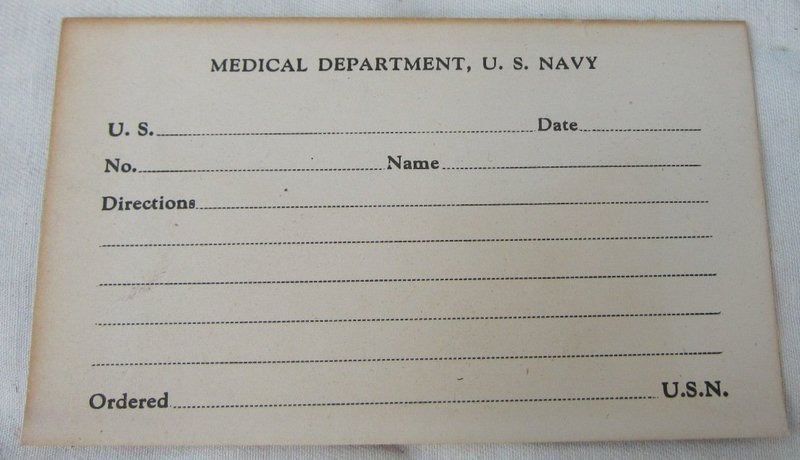 MEDICAL DEPARTMENT, U. S. NAVY
U. S. Date
No. Name
Directions
Ordered U.S.N.